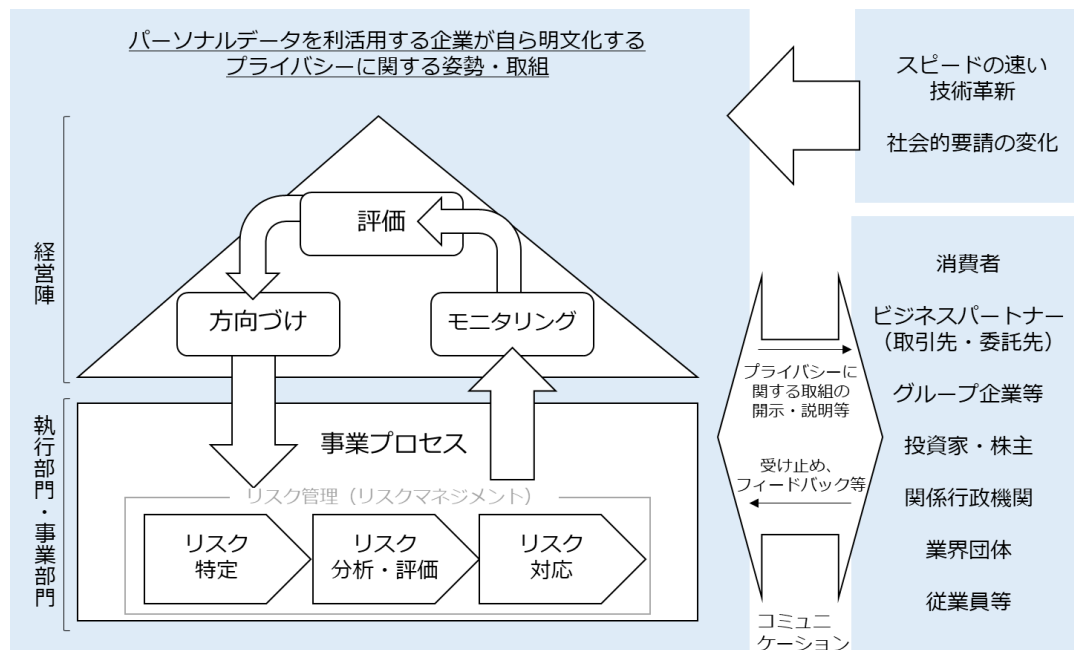 パーソナルデータを利活用する企業が自ら明文化する
プライバシーに関する姿勢・取組
経営陣
評価
方向づけ
モニタリング
執行部門・事業部門
事業プロセス
リスク管理（リスクマネジメント）
リスク
特定
リスク
分析・評価
リスク
対応
スピードの速い
技術革新
社会的要請の変化
プライバシーに
関する取組の
開示・説明等
受け止め、
フィードバック等
コミュニ
ケーション
消費者
ビジネスパートナー
（取引先・委託先）
グループ企業等
投資家・株主
関係行政機関
業界団体
従業員等